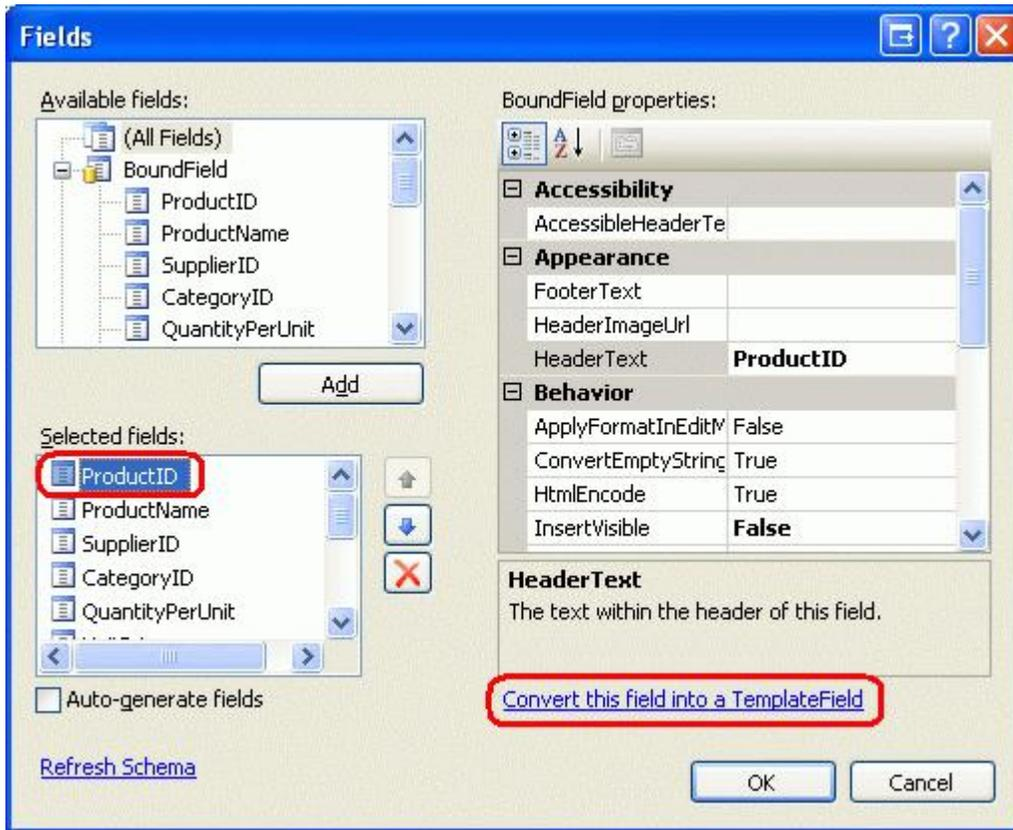 Fields
Available fields:
(All Fields)
BoundField
ProductID
ProductName
SupplierID
CategoryID
QuantityPerUnit
Add
Selected fields:
ProductID
ProductName
SupplierID
CategoryID
QuantityPerUnit
Auto-generate fields
Refresh Schema
BoundField properties:
Accessibility
AccessibleHeaderTe
Appearance
FooterText
HeaderImageUrl
HeaderText ProductID
Behavior
ApplyFormatInEditM False
ConvertEmptyString True
HtmlEncode True
InsertVisible False
HeaderText
The text within the header of this field.
Convert this field into a TemplateField
OK Cancel